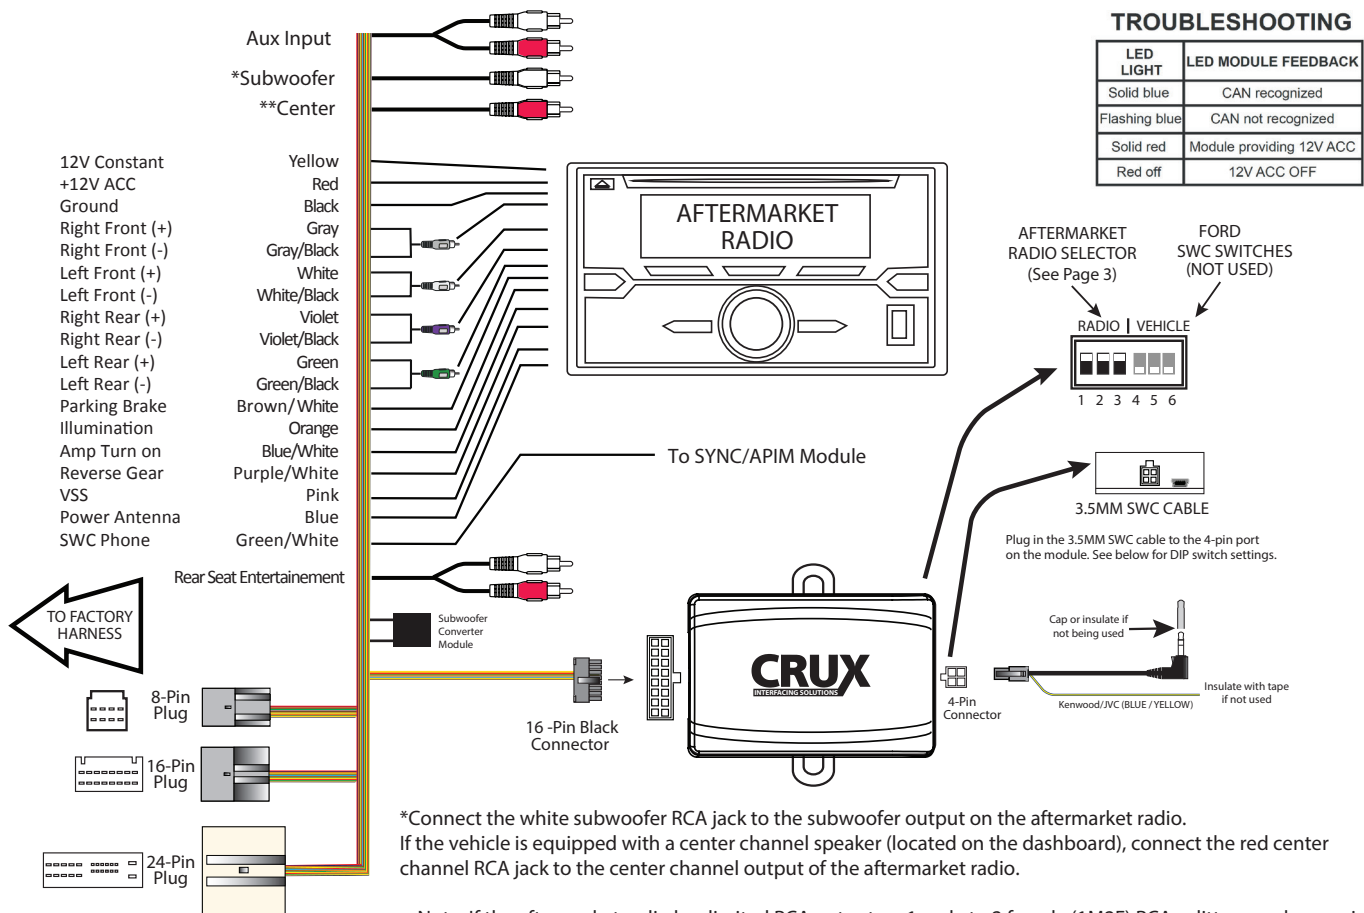 TROUBLESHOOTING
LED LIGHT
LED MODULE FEEDBACK
Solid blue
CAN recognized
Flashing blue
CAN not recognized
Solid red
Module providing 12V ACC
Red off
12V ACC OFF
Aux Input
*Subwoofer
**Center
12V Constant Yellow
+12V ACC Red
Ground Black
Right Front (+) Gray
Right Front (-) Gray/Black
Left Front (+) White
Left Front (-) White/Black
Right Rear (+) Violet
Right Rear (-) Violet/Black
Left Rear (+) Green
Left Rear (-) Green/Black
Parking Brake Brown/White
Illumination Orange
Amp Turn on Blue/White
Reverse Gear Purple/White
VSS Pink
Power Antenna Blue
SWC Phone Green/White
Rear Seat Entertainement
AFTERMARKET
RADIO
To SYNC/APIM Module
AFTERMARKET
RADIO SELECTOR
(See Page 3)
FORD
SWC SWITCHES
(NOT USED)
RADIO | VEHICLE
1 2 3 4 5 6
3.5MM SWC CABLE
Plug in the 3.5MM SWC cable to the 4-pin port
on the module. See below for DIP switch settings.
TO FACTORY
HARNESS
Subwoofer
Converter
Module
8-Pin
Plug
16-Pin
Plug
24-Pin
Plug
16 -Pin Black
Connector
CRUX
INTERFACING SOLUTIONS
4-Pin
Connector
Cap or insulate if
not being used
Kenwood/JVC (BLUE / YELLOW)
Insulate with tape
if not used
*Connect the white subwoofer RCA jack to the subwoofer output on the aftermarket radio.
If the vehicle is equipped with a center channel speaker (located on the dashboard), connect the red center
channel RCA jack to the center channel output of the aftermarket radio.